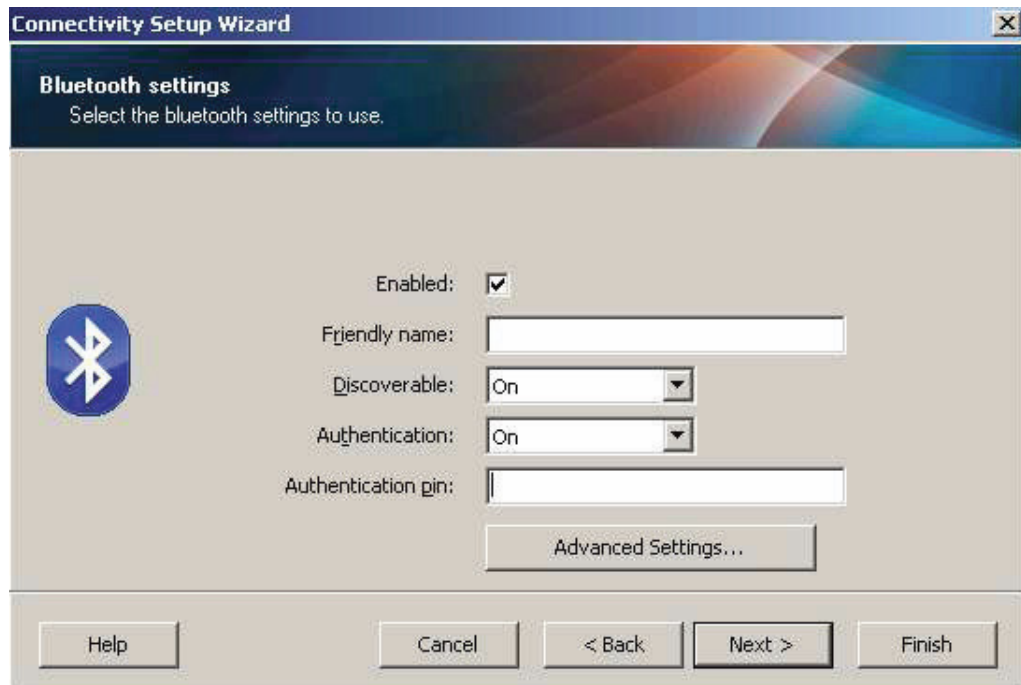 Connectivity Setup Wizard
Bluetooth settings
Select the bluetooth settings to use.
Enabled:
Friendly name:
Discoverable: On
Authentication: On
Authentication pin:
Advanced Settings...
Help Cancel < Back Next > Finish